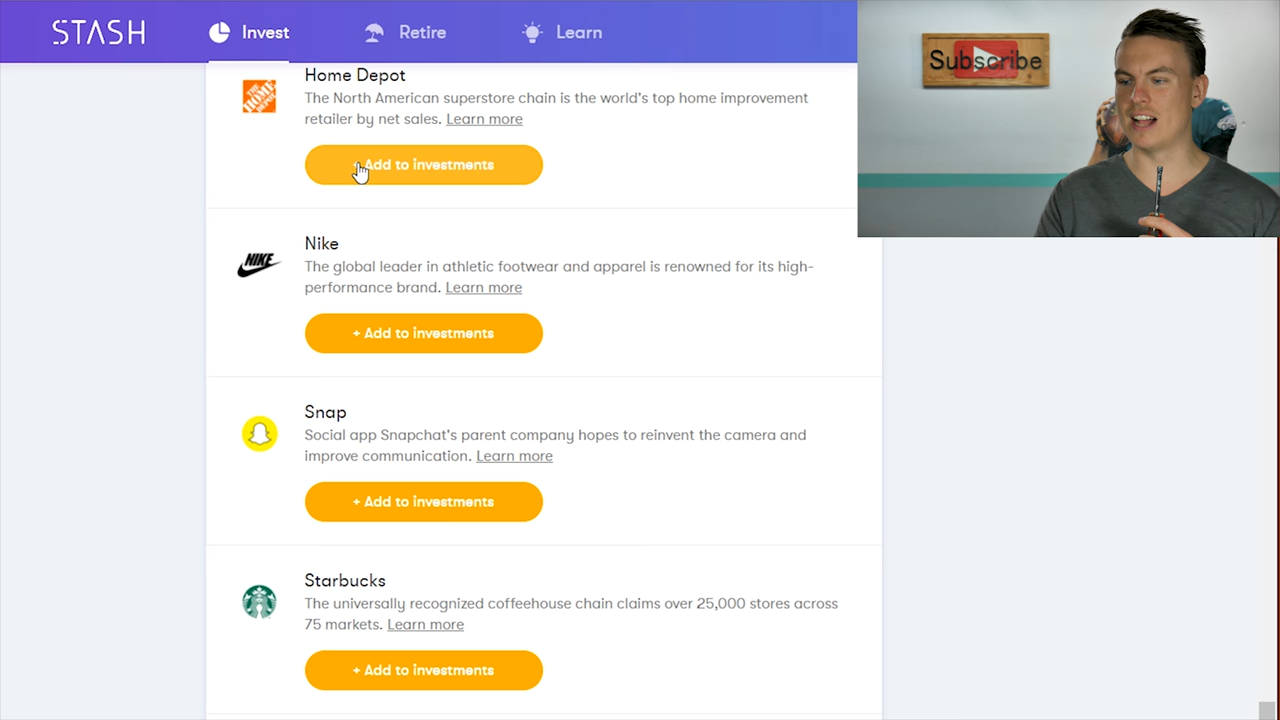 STASH
Invest
Retire
Learn
Subscribe
Home Depot
THE HOME DEPOT
The North American superstore chain is the world's top home improvement
retailer by net sales. Learn more
Add to investments
Nike
NIKE
The global leader in athletic footwear and apparel is renowned for its high-
performance brand. Learn more
+ Add to investments
Snap
Social app Snapchat's parent company hopes to reinvent the camera and
improve communication. Learn more
+ Add to investments
Starbucks
The universally recognized coffeehouse chain claims over 25,000 stores across
75 markets. Learn more
+ Add to investments